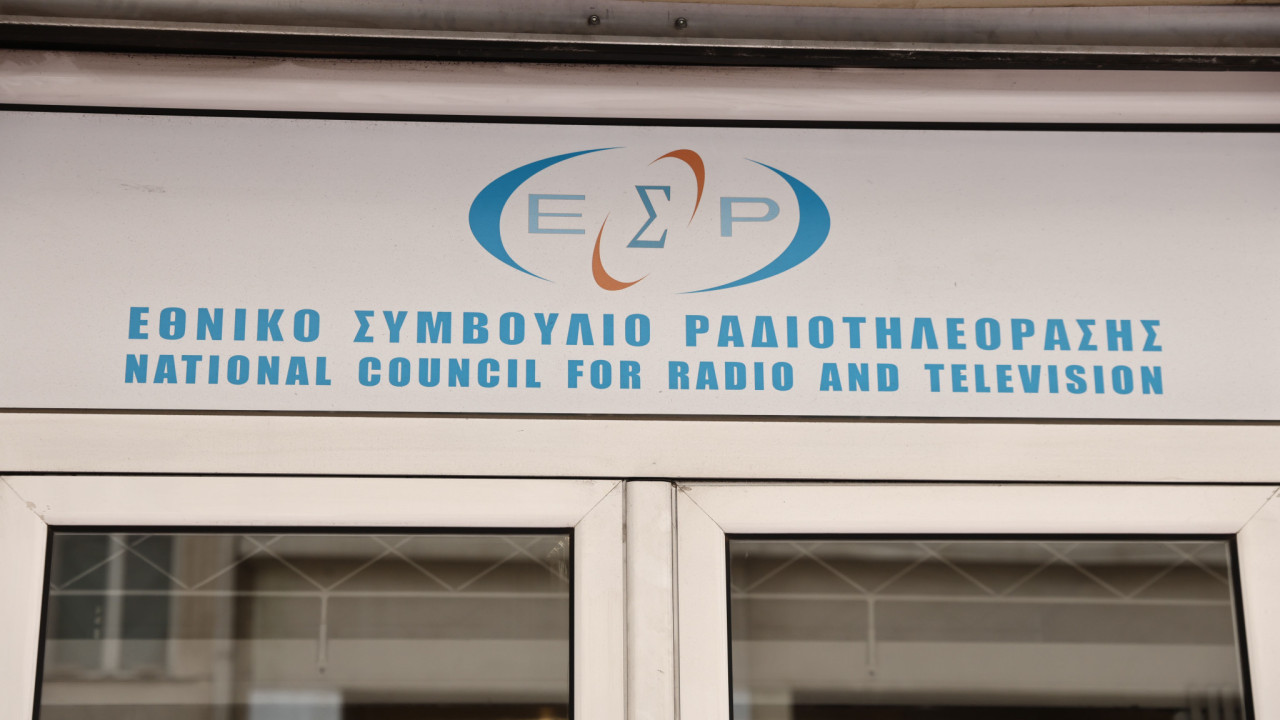 ΕΣΡ
ΕΘΝΙΚΟ ΣΥΜΒΟΥΛΙΟ ΡΑΔΙΟΤΗΛΕΟΡΑΣΗΣ
NATIONAL COUNCIL FOR RADIO AND TELEVISION